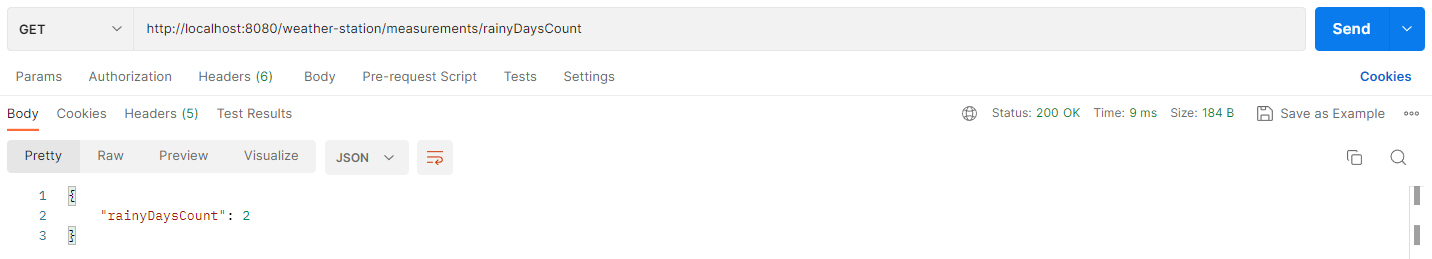 GET http://localhost:8080/weather-station/measurements/rainyDaysCount Send
Params Authorization Headers (6) Body Pre-request Script Tests Settings Cookies
Body Cookies Headers (5) Test Results Status: 200 OK Time: 9 ms Size: 184 B Save as Example
Pretty Raw Preview Visualize JSON
1 {
2 "rainyDaysCount": 2
3 }